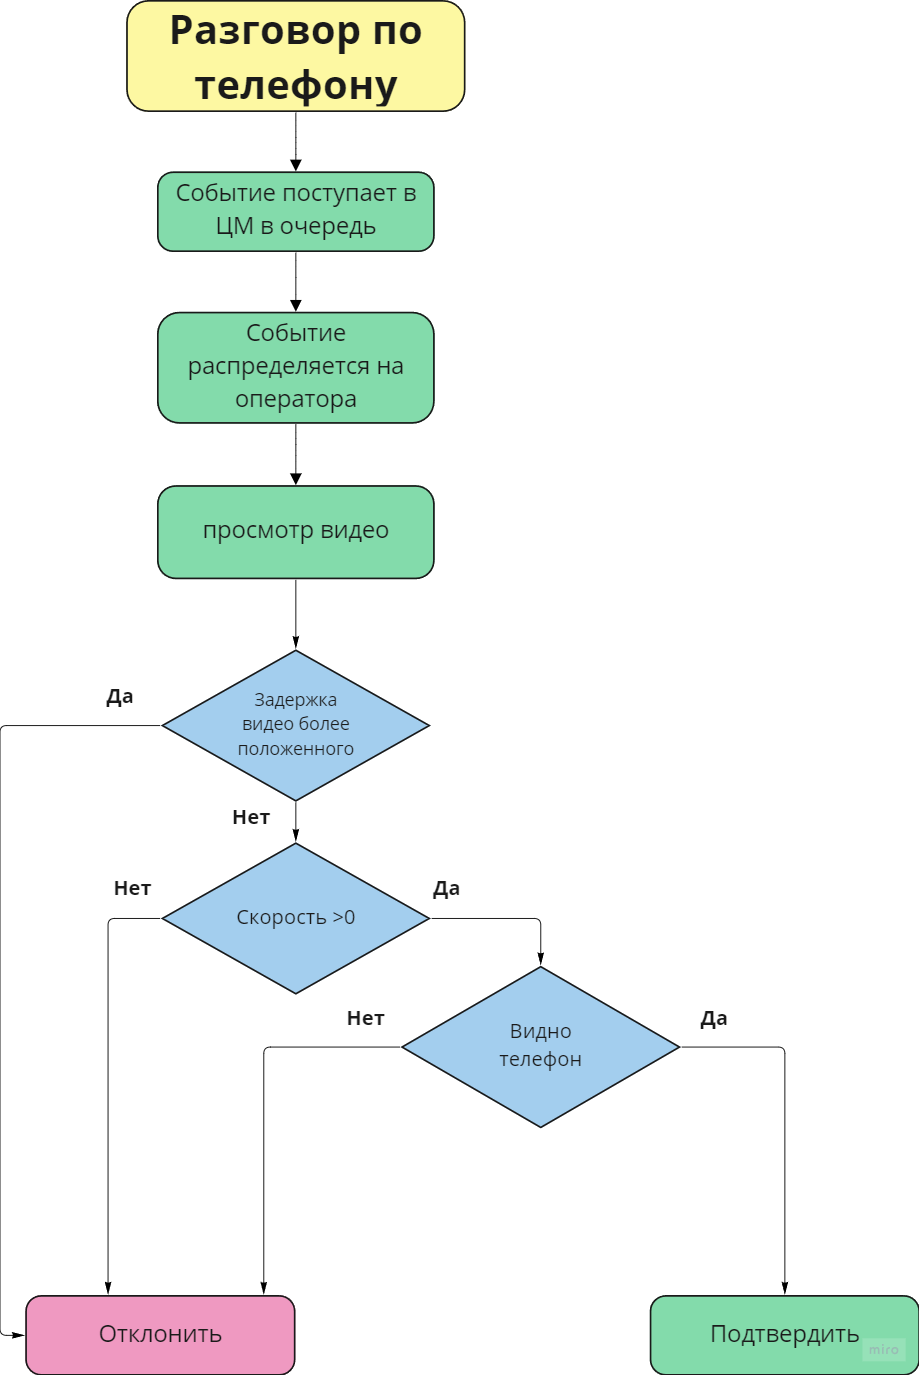 Разговор по
телефону
Событие поступает в
ЦМ в очередь
Событие
распределяется на
оператора
просмотр видео
Да
Задержка
видео более
положенного
Нет
Нет
Скорость >0
Да
Нет
Видно
телефон
Да
Отклонить
Подтвердить
miro